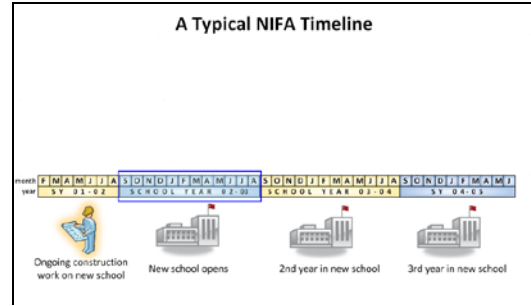 A Typical NIFA Timeline
month F M A M J J A S O N D J F M A M J J A S O N D J F M A M J J A S O N D J F M A M J
year SY 01-02 SCHOOL YEAR 02-03 SCHOOL YEAR 03-04 SY 04-05
Ongoing construction
work on new school
New school opens
2nd year in new school
3rd year in new school